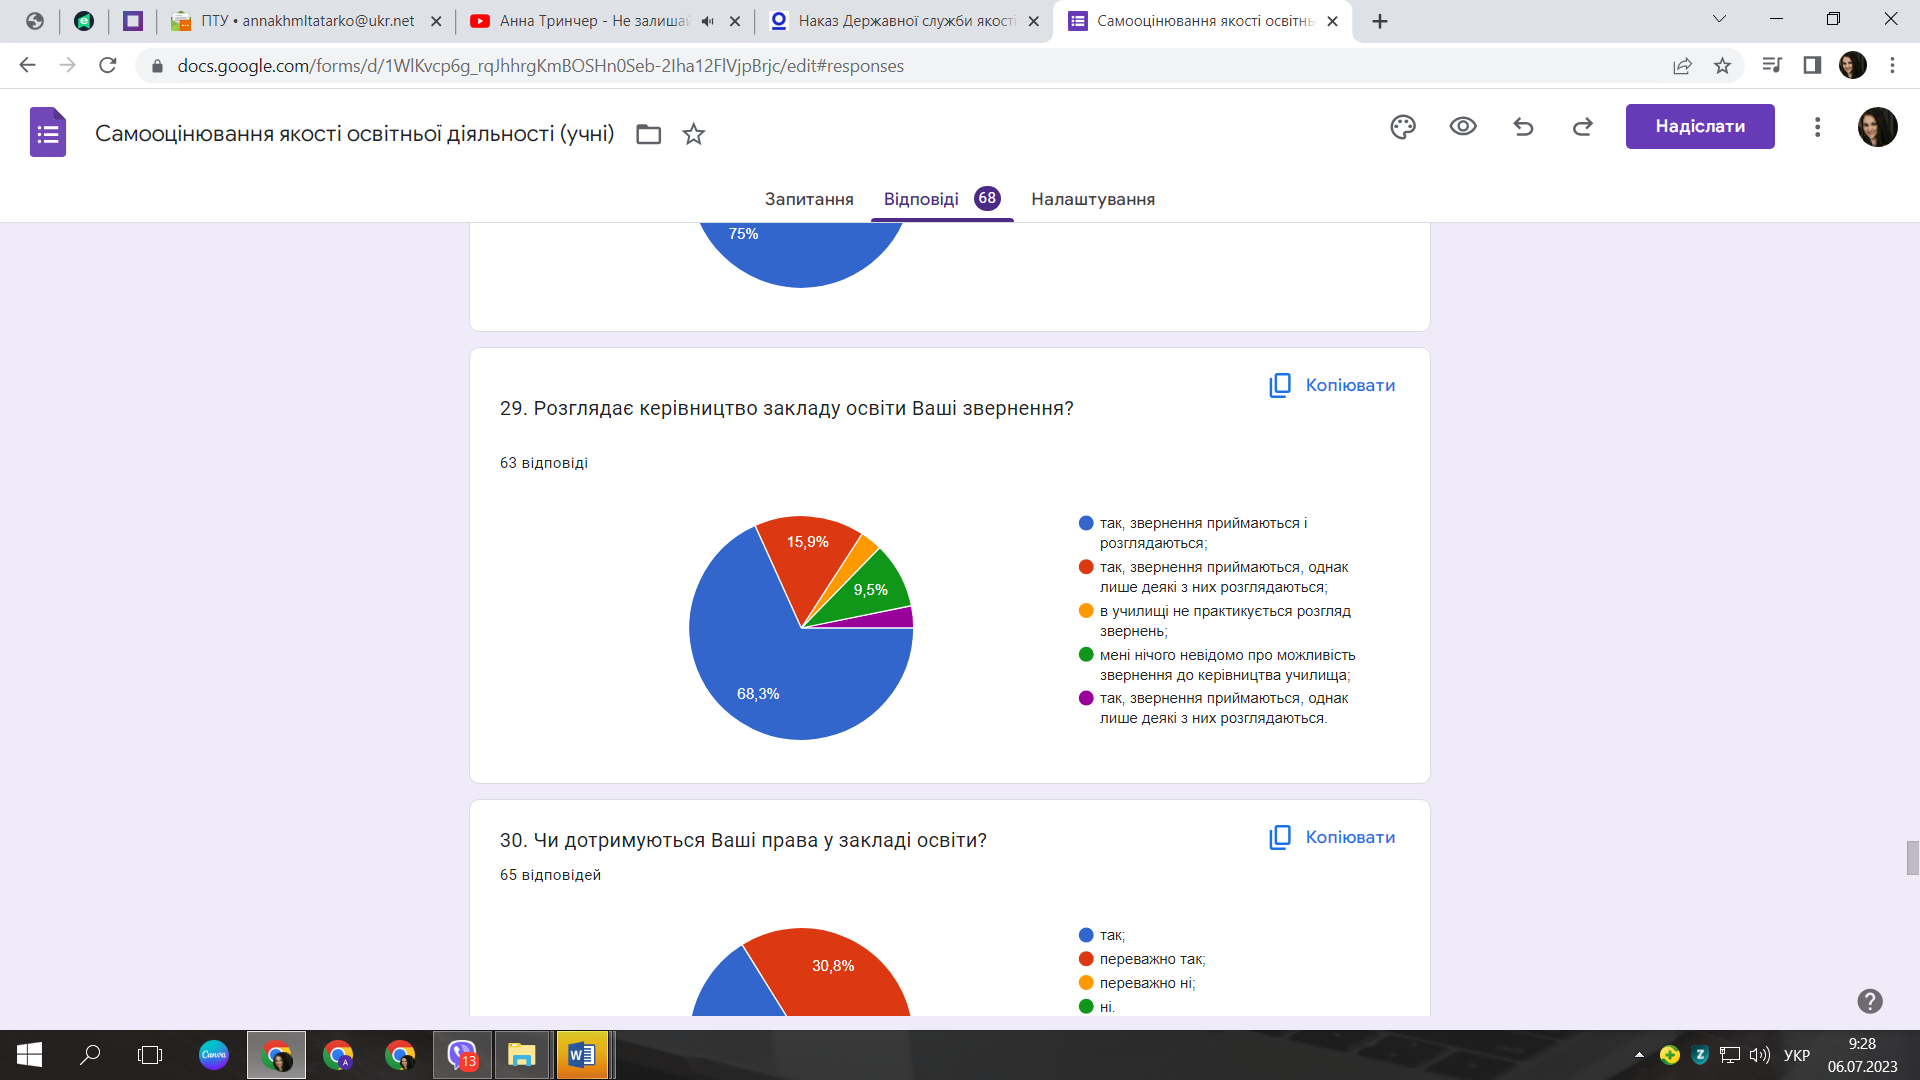 ПТУ • annakhmltatarko@ukr.net
Анна Тринчер - Не залишай
Наказ Державної служби якості
Самооцінювання якості освітнь
docs.google.com/forms/d/1WlKvcp6g_rqJhhrgKmBOSHn0Seb-2Iha12FlVjpBrjc/edit#responses
Самооцінювання якості освітньої діяльності (учні)
Надіслати
Запитання
Відповіді 68
Налаштування
75%
Копіювати
29. Розглядає керівництво закладу освіти Ваші звернення?
63 відповіді
15,9%
9,5%
68,3%
так, звернення приймаються і
розглядаються;
так, звернення приймаються, однак
лише деякі з них розглядаються;
в училищі не практикується розгляд
звернень;
мені нічого невідомо про можливість
звернення до керівництва училища;
так, звернення приймаються, однак
лише деякі з них розглядаються.
Копіювати
30. Чи дотримуються Ваші права у закладі освіти?
65 відповідей
30,8%
так;
переважно так;
переважно ні;
ні.
Canva
A
13
W
Z
УКР
9:28
06.07.2023